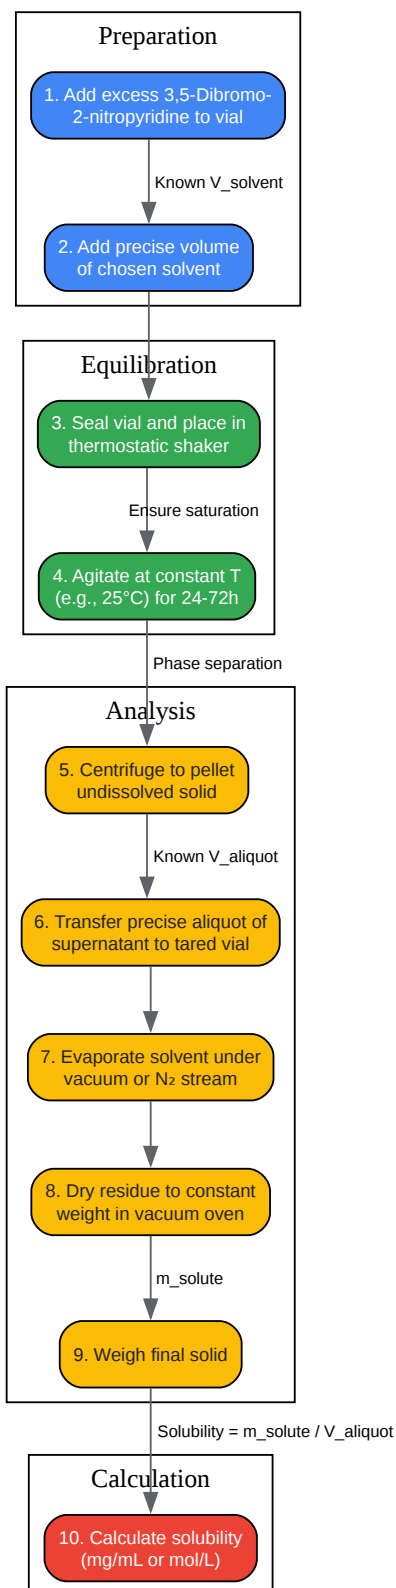 Preparation
1. Add excess 3,5-Dibromo-
2-nitropyridine to vial
Known V_solvent
2. Add precise volume
of chosen solvent
Equilibration
3. Seal vial and place in
thermostatic shaker
Ensure saturation
4. Agitate at constant T
(e.g., 25°C) for 24-72h
Phase separation
Analysis
5. Centrifuge to pellet
undissolved solid
Known V_aliquot
6. Transfer precise aliquot of
supernatant to tared vial
7. Evaporate solvent under
vacuum or N₂ stream
8. Dry residue to constant
weight in vacuum oven
m_solute
9. Weigh final solid
Solubility = m_solute / V_aliquot
Calculation
10. Calculate solubility
(mg/mL or mol/L)